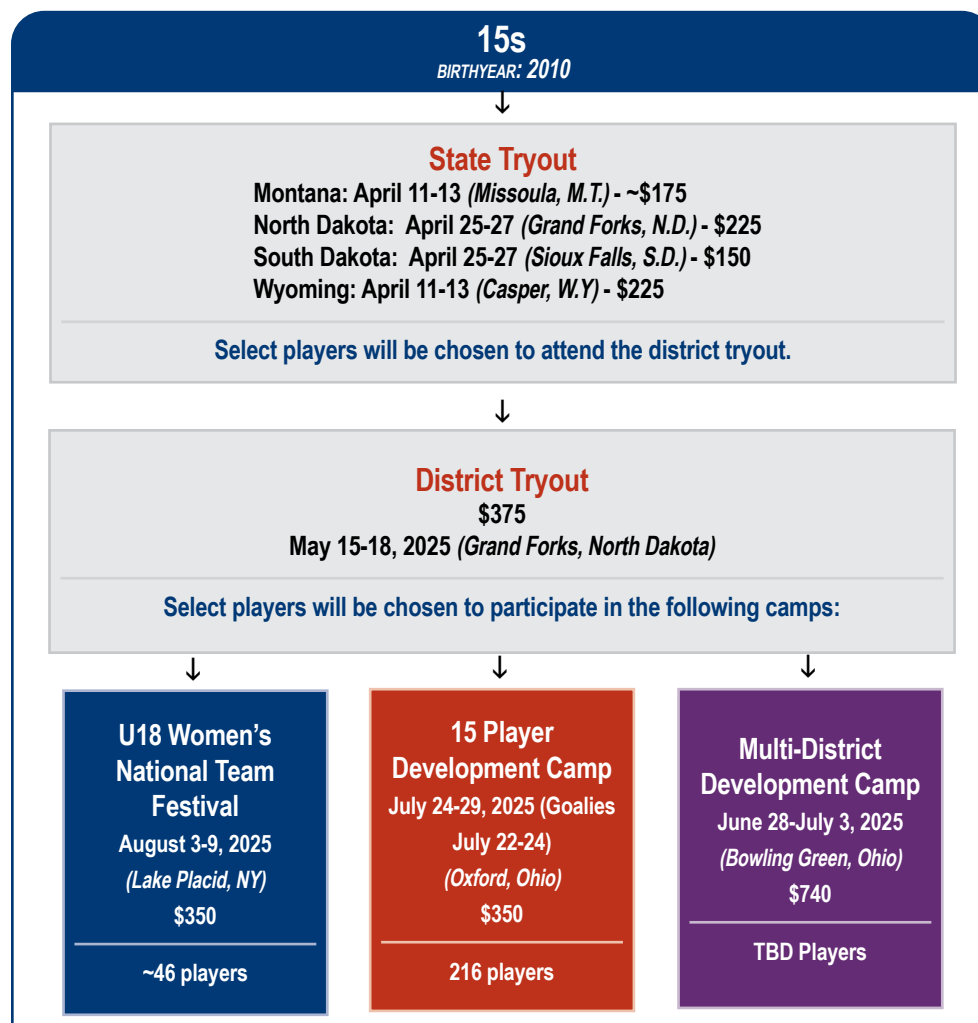 15s
BIRTHYEAR: 2010
State Tryout
Montana: April 11-13 (Missoula, M.T.) - ~$175
North Dakota: April 25-27 (Grand Forks, N.D.) - $225
South Dakota: April 25-27 (Sioux Falls, S.D.) - $150
Wyoming: April 11-13 (Casper, W.Y) - $225
Select players will be chosen to attend the district tryout.
District Tryout
$375
May 15-18, 2025 (Grand Forks, North Dakota)
Select players will be chosen to participate in the following camps:
U18 Women's
National Team
Festival
August 3-9, 2025
(Lake Placid, NY)
$350
~46 players
15 Player
Development Camp
July 24-29, 2025 (Goalies
July 22-24)
(Oxford, Ohio)
$350
216 players
Multi-District
Development Camp
June 28-July 3, 2025
(Bowling Green, Ohio)
$740
TBD Players